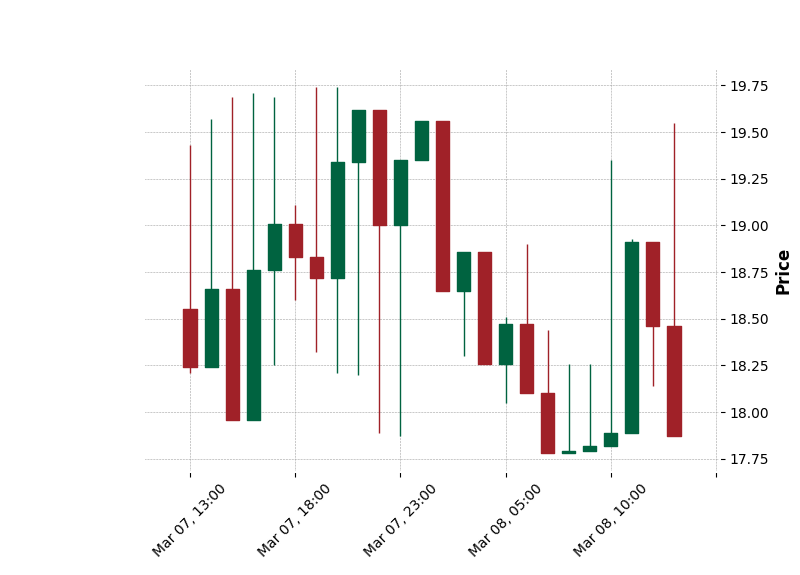 19.75
19.50
19.25
19.00
18.75
18.50
18.25
18.00
17.75
Price
Mar 07, 13:00
Mar 07, 18:00
Mar 07, 23:00
Mar 08, 05:00
Mar 08, 10:00